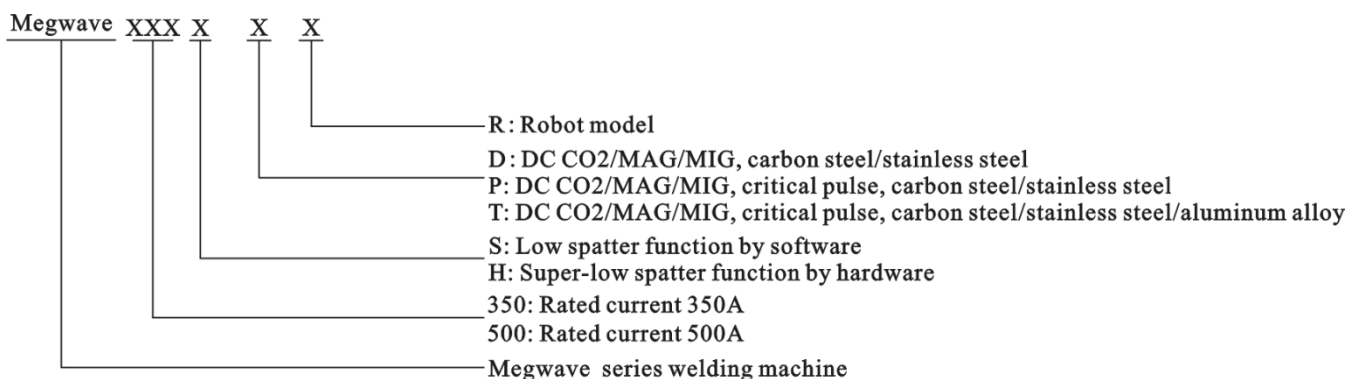 Megwave XXX X X X
R: Robot model
D: DC CO2/MAG/MIG, carbon steel/stainless steel
P: DC CO2/MAG/MIG, critical pulse, carbon steel/stainless steel
T: DC CO2/MAG/MIG, critical pulse, carbon steel/stainless steel/aluminum alloy
S: Low spatter function by software
H: Super-low spatter function by hardware
350: Rated current 350A
500: Rated current 500A
Megwave series welding machine